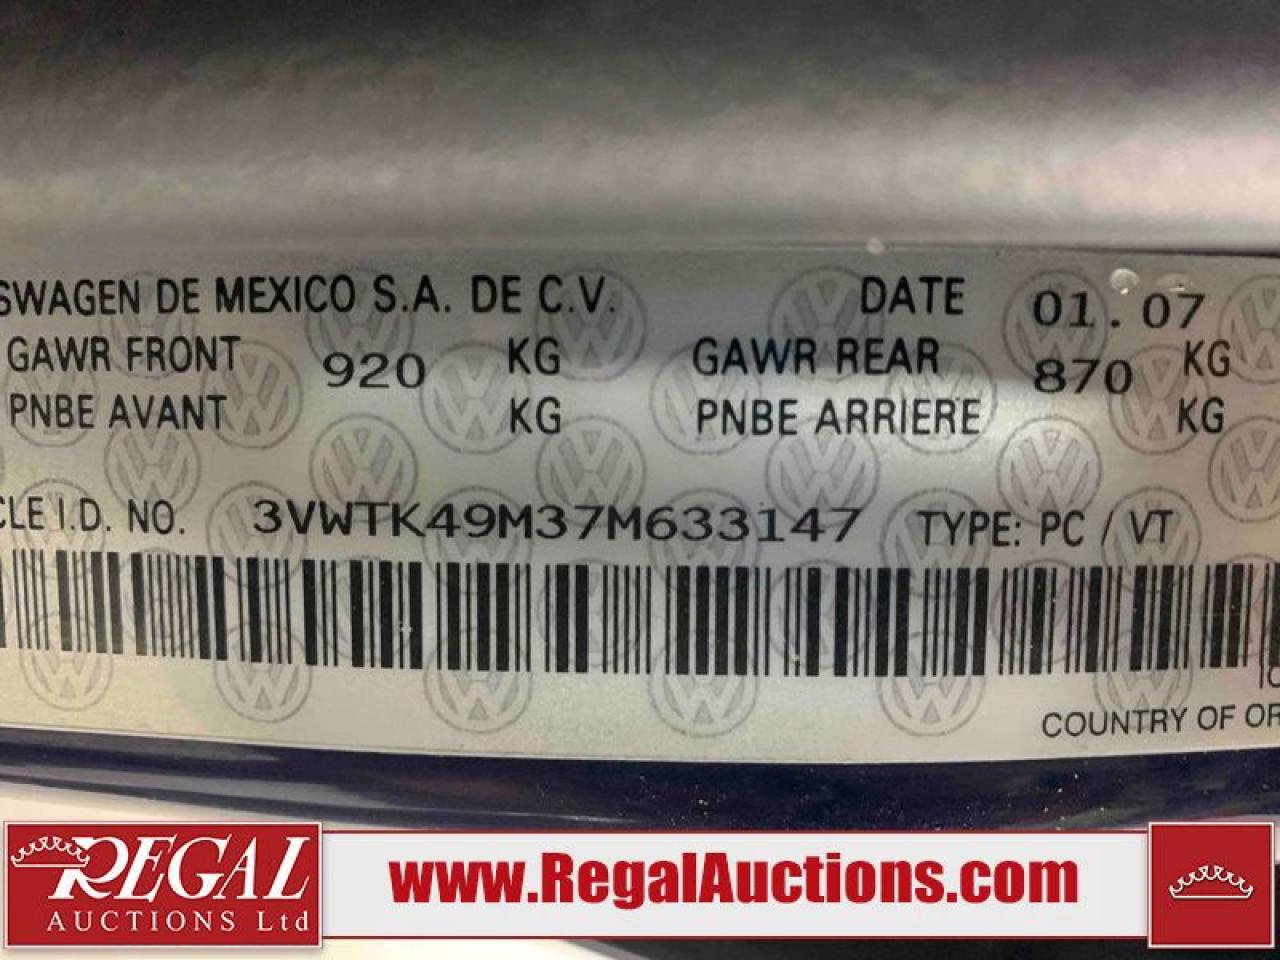 SWAGEN DE MEXICO S.A. DE C.V. DATE 01.07
GAWR FRONT 920 KG GAWR REAR 870 KG
PNBE AVANT KG PNBE ARRIERE KG
CLE I.D. NO. 3VWTK49M37M633147 TYPE: PC / VT
COUNTRY OF OR
REGAL
AUCTIONS Ltd
www.RegalAuctions.com